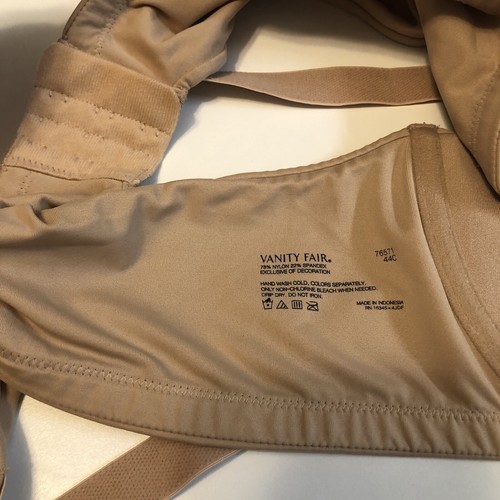 VANITY FAIR®
78% NYLON 22% SPANDEX
EXCLUSIVE OF DECORATION
76571
44C
HAND WASH COLD, COLORS SEPARATELY.
ONLY NON-CHLORINE BLEACH WHEN NEEDED.
DRIP DRY. DO NOT IRON.
MADE IN INDONESIA